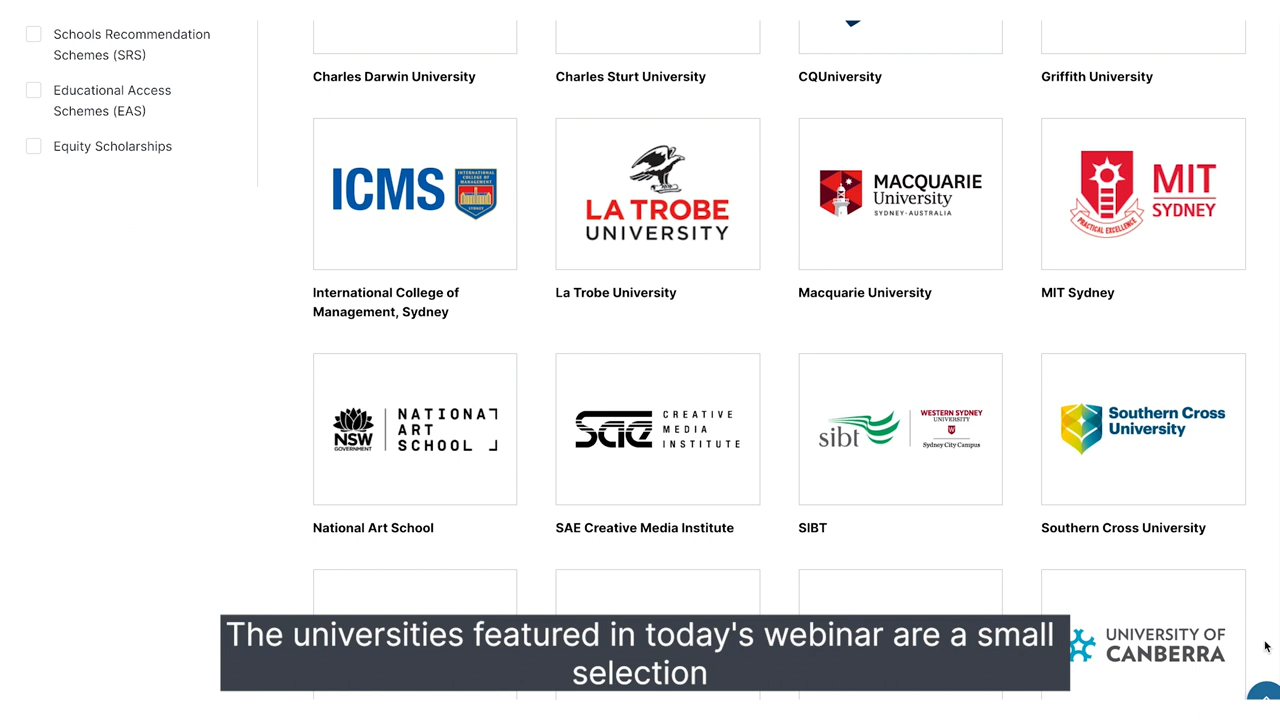 Schools Recommendation
Schemes (SRS)
Educational Access
Schemes (EAS)
Equity Scholarships
Charles Darwin University
Charles Sturt University
CQUniversity
Griffith University
ICMS
INTERNATIONAL
COLLEGE OF
MANAGEMENT
SYDNEY
LA TROBE
UNIVERSITY
MACQUARIE
University
SYDNEY·AUSTRALIA
MIT
SYDNEY
PRACTICAL EXCELLENCE
International College of
Management, Sydney
La Trobe University
Macquarie University
MIT Sydney
NSW
GOVERNMENT
NATIONAL
ART
SCHOOL
sae
CREATIVE
MEDIA
INSTITUTE
sibt
WESTERN SYDNEY
UNIVERSITY
W
Sydney City Campus
Southern Cross
University
National Art School
SAE Creative Media Institute
SIBT
Southern Cross University
UNIVERSITY OF
CANBERRA
The universities featured in today's webinar are a small
selection